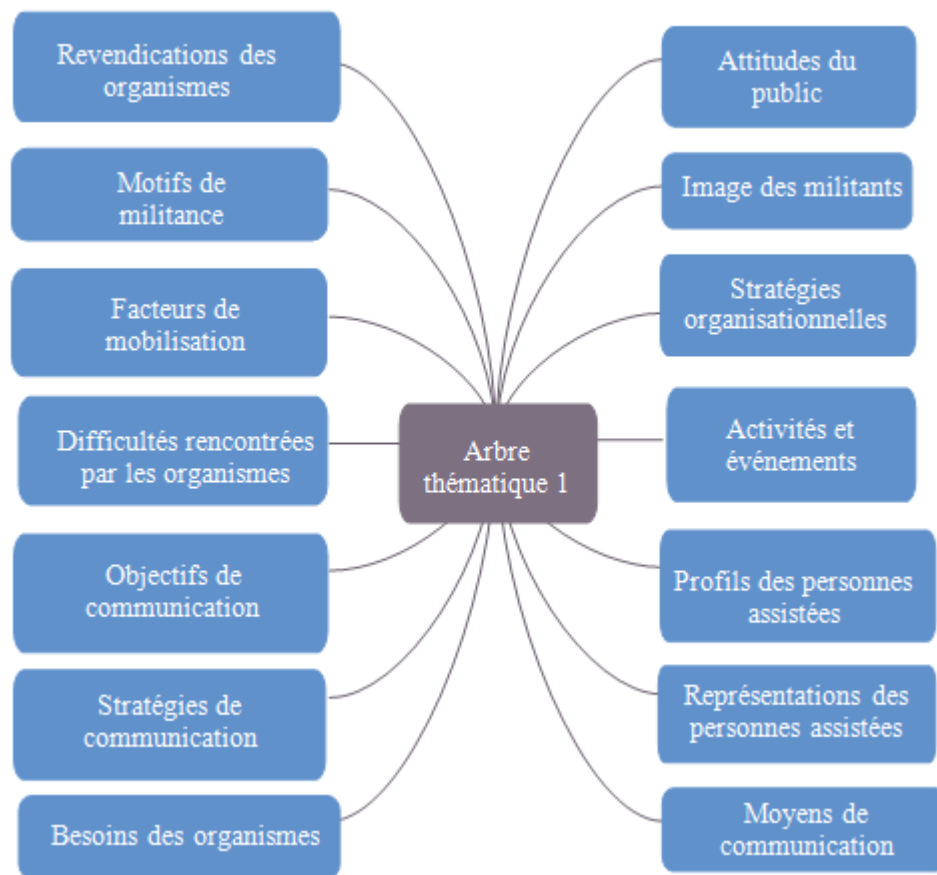 Revendications des
organismes
Motifs de
militance
Facteurs de
mobilisation
Difficultés rencontrées
par les organismes
Objectifs de
communication
Stratégies de
communication
Besoins des organismes
Arbre
thématique 1
Attitudes du
public
Image des militants
Stratégies
organisationnelles
Activités et
événements
Profils des personnes
assistées
Représentations des
personnes assistées
Moyens de
communication